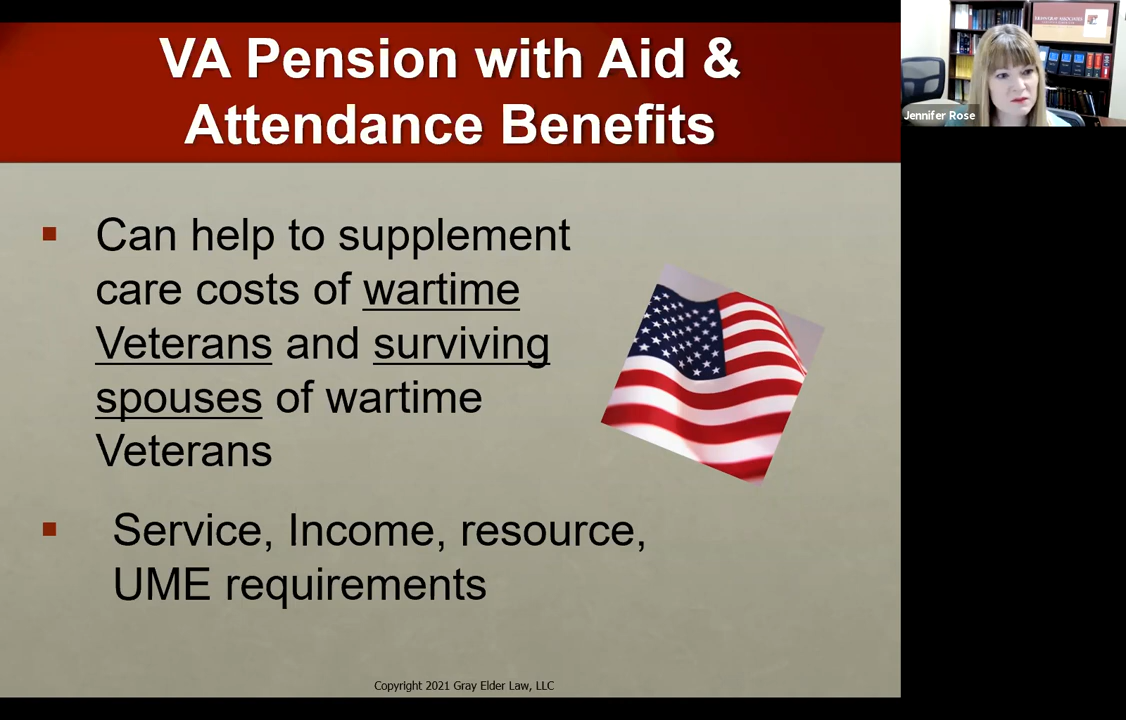 VA Pension with Aid &
Attendance Benefits
Can help to supplement
care costs of wartime
Veterans and surviving
spouses of wartime
Veterans
Service, Income, resource,
UME requirements
Copyright 2021 Gray Elder Law, LLC
Jennifer Rose